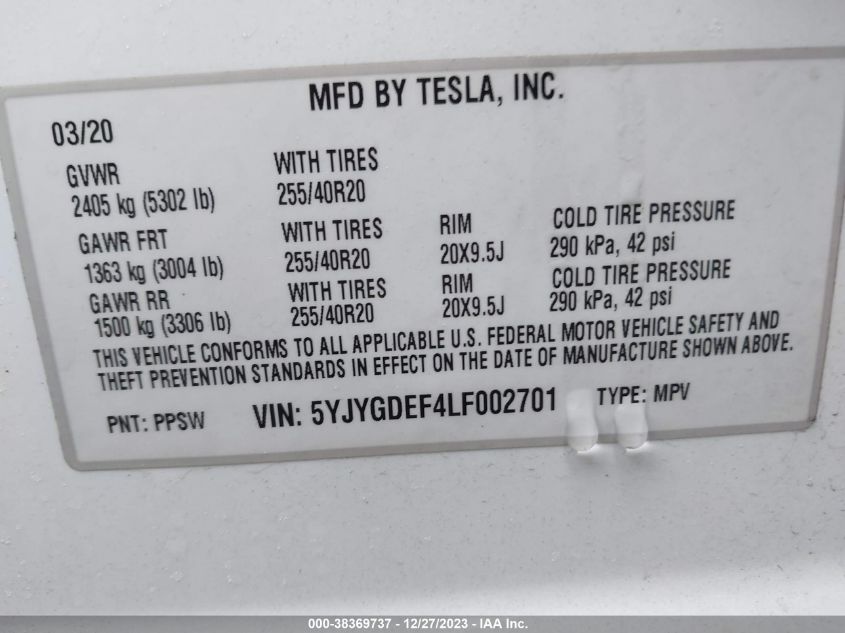 MFD BY TESLA, INC.
03/20
GVWR WITH TIRES
2405 kg (5302 lb) 255/40R20
GAWR FRT WITH TIRES RIM COLD TIRE PRESSURE
1363 kg (3004 lb) 255/40R20 20X9.5J 290 kPa, 42 psi
GAWR RR WITH TIRES RIM COLD TIRE PRESSURE
1500 kg (3306 lb) 255/40R20 20X9.5J 290 kPa, 42 psi
THIS VEHICLE CONFORMS TO ALL APPLICABLE U.S. FEDERAL MOTOR VEHICLE SAFETY AND
THEFT PREVENTION STANDARDS IN EFFECT ON THE DATE OF MANUFACTURE SHOWN ABOVE.
PNT: PPSW VIN: 5YJYGDEF4LF002701 TYPE: MPV
000-38369737 - 12/27/2023 - IAA Inc.